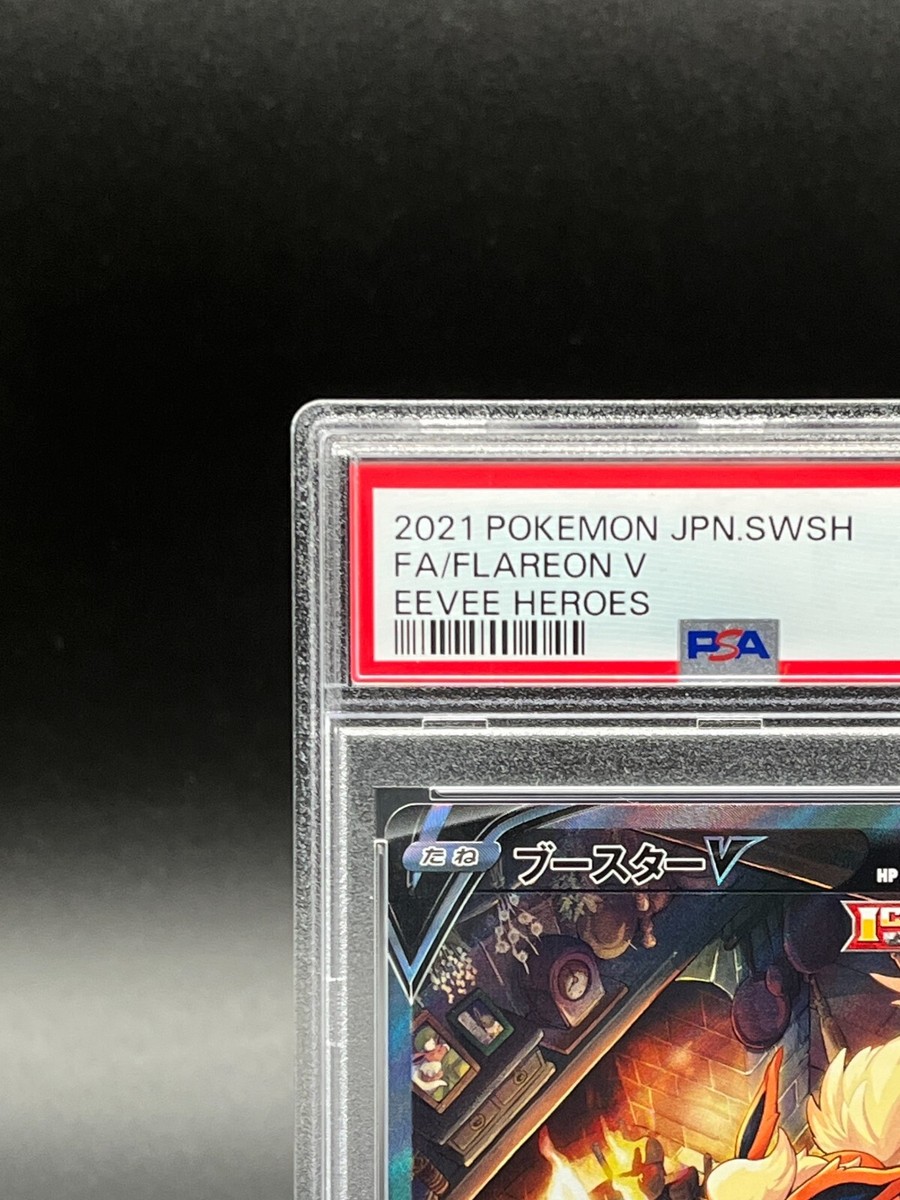 2021 POKEMON JPN.SWSH
FA/FLAREON V
EEVEE HEROES
PSA
たね ブースターV
HP